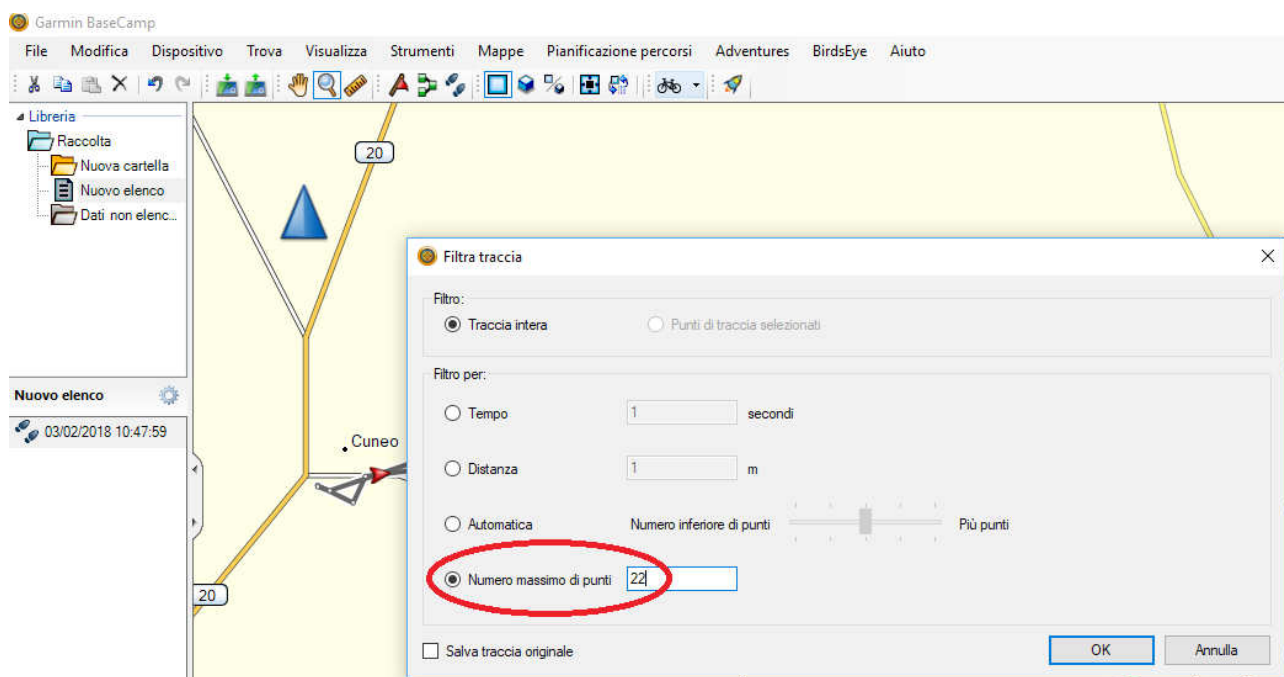 Garmin BaseCamp
File Modifica Dispositivo Trova Visualizza Strumenti Mappe Pianificazione percorsi Adventures BirdsEye Aiuto
Libreria
Raccolta
Nuova cartella
Nuovo elenco
Dati non elenc...
20
Filtra traccia
Filtro:
Traccia intera Punti di traccia selezionati
Filtro per:
Nuovo elenco
Tempo 1 secondi
03/02/2018 10:47:59
Cuneo
Distanza 1 m
Automatica Numero inferiore di punti Più punti
Numero massimo di punti 22
20
Salva traccia originale OK Annulla